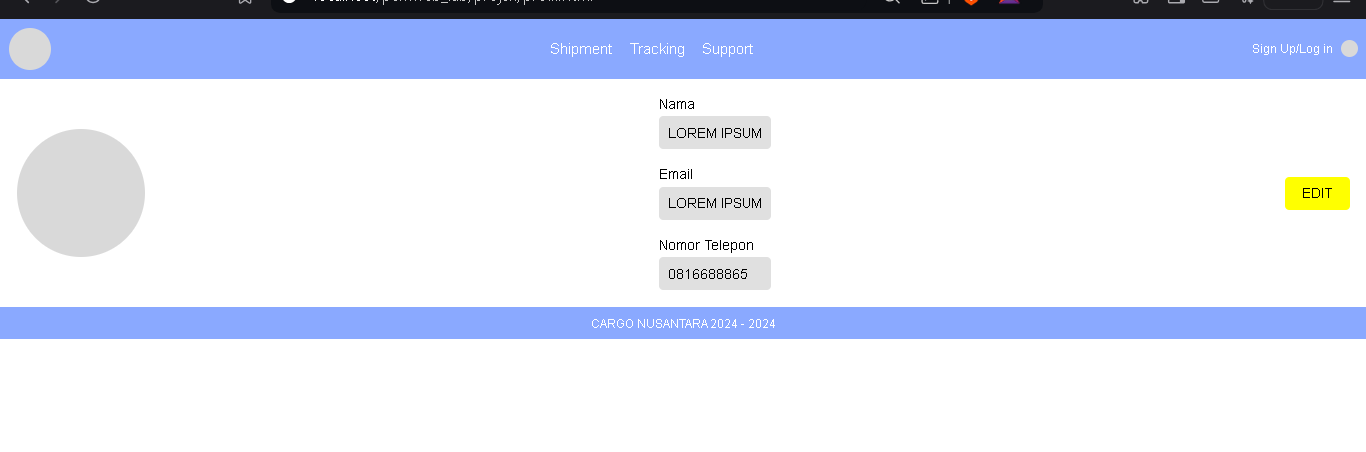 Shipment Tracking Support Sign Up/Log in
Nama
LOREM IPSUM
Email
LOREM IPSUM
EDIT
Nomor Telepon
0816688865
CARGO NUSANTARA 2024 - 2024